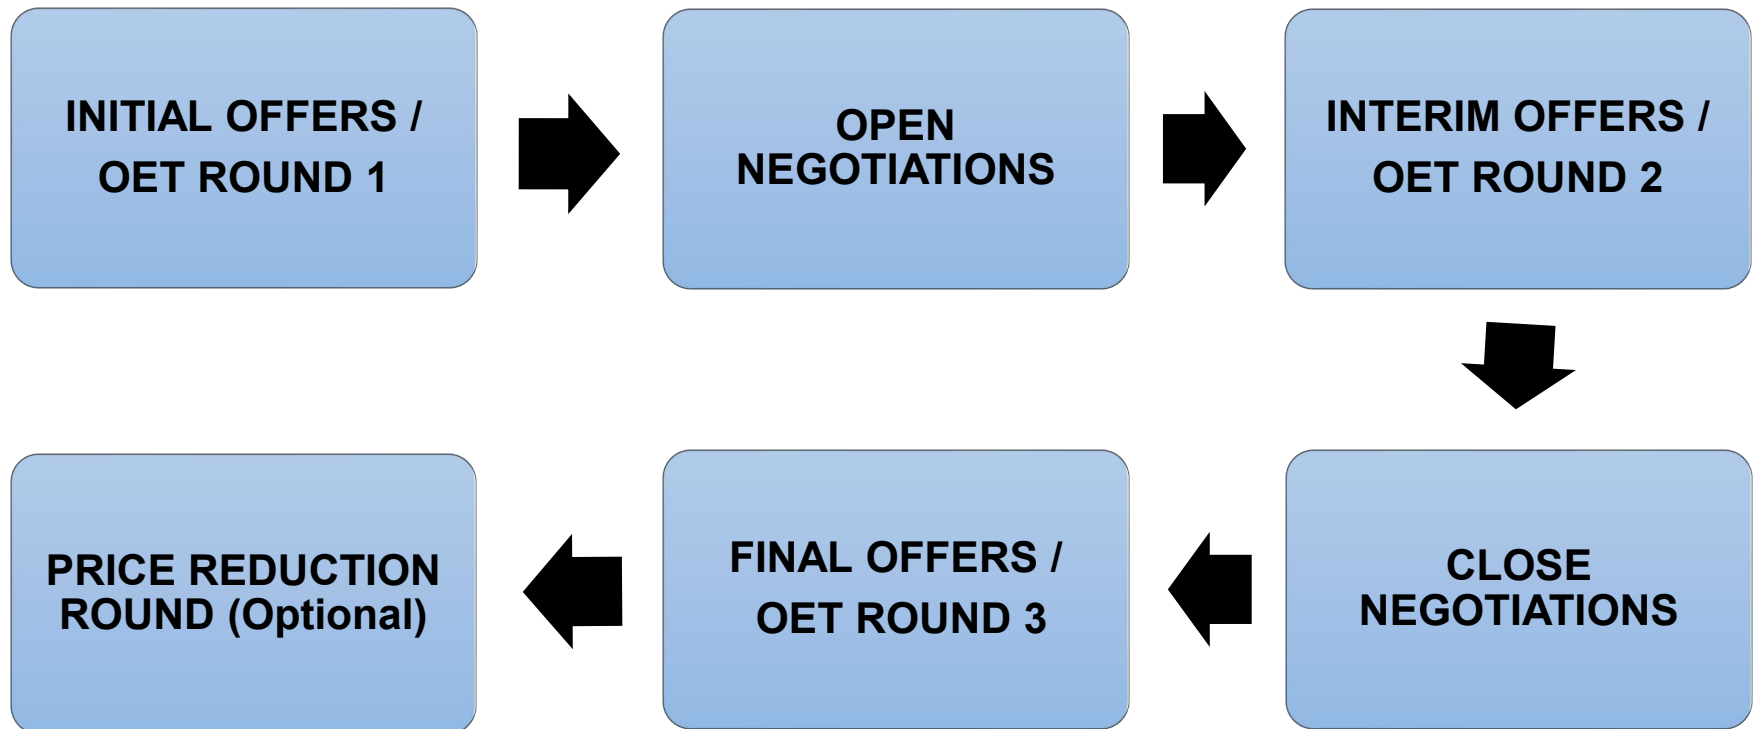 INITIAL OFFERS /
OET ROUND 1
OPEN
NEGOTIATIONS
INTERIM OFFERS /
OET ROUND 2
CLOSE
NEGOTIATIONS
FINAL OFFERS /
OET ROUND 3
PRICE REDUCTION
ROUND (Optional)